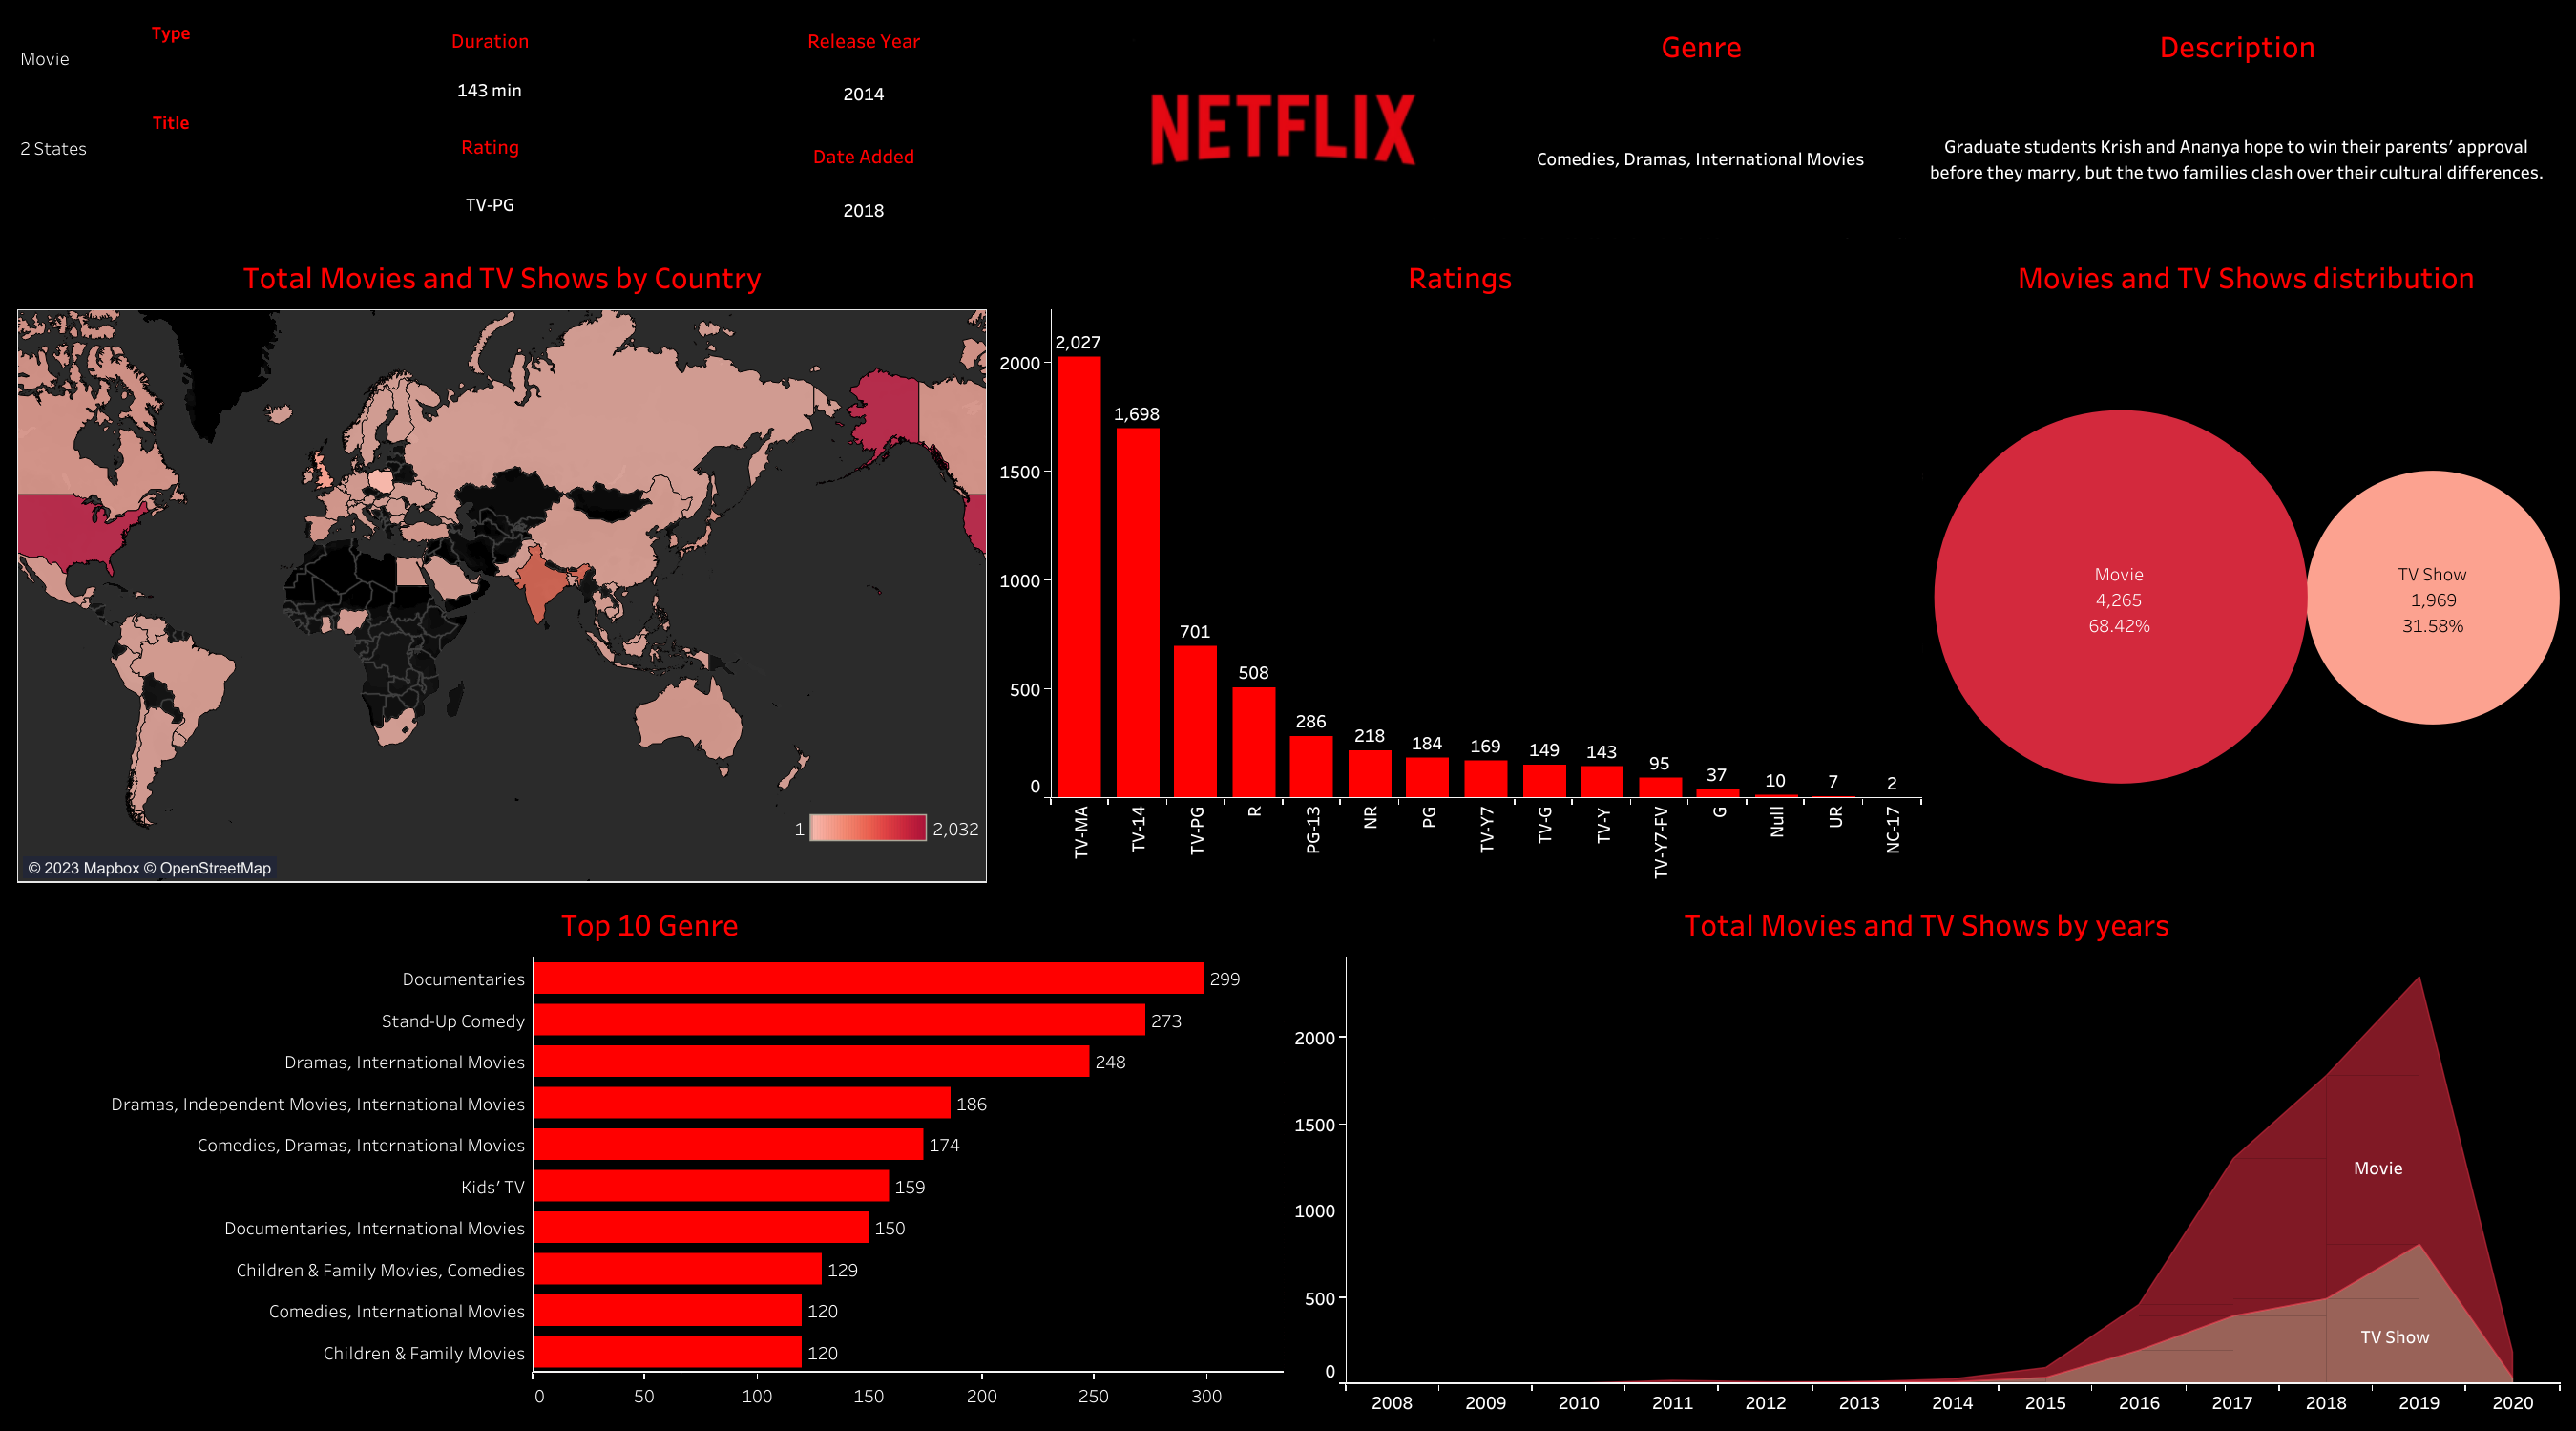 Type
Movie
Title
2 States
Duration
143 min
Rating
TV-PG
Release Year
2014
Date Added
2018
NETFLIX
Genre
Comedies, Dramas, International Movies
Description
Graduate students Krish and Ananya hope to win their parents’ approval
before they marry, but the two families clash over their cultural differences.
Total Movies and TV Shows by Country
1
2,032
© 2023 Mapbox © OpenStreetMap
Ratings
2000
1500
1000
500
0
2,027
1,698
701
508
286
218
184
169
149
143
95
37
10
7
2
TV-MA
TV-14
TV-PG
R
PG-13
NR
PG
TV-Y7
TV-G
TV-Y
TV-Y7-FV
G
Null
UR
NC-17
Movies and TV Shows distribution
Movie
4,265
68.42%
TV Show
1,969
31.58%
Top 10 Genre
Documentaries 299
Stand-Up Comedy 273
Dramas, International Movies 248
Dramas, Independent Movies, International Movies 186
Comedies, Dramas, International Movies 174
Kids’ TV 159
Documentaries, International Movies 150
Children & Family Movies, Comedies 129
Comedies, International Movies 120
Children & Family Movies 120
0 50 100 150 200 250 300
Total Movies and TV Shows by years
2000
1500
1000
500
0
Movie
TV Show
2008 2009 2010 2011 2012 2013 2014 2015 2016 2017 2018 2019 2020